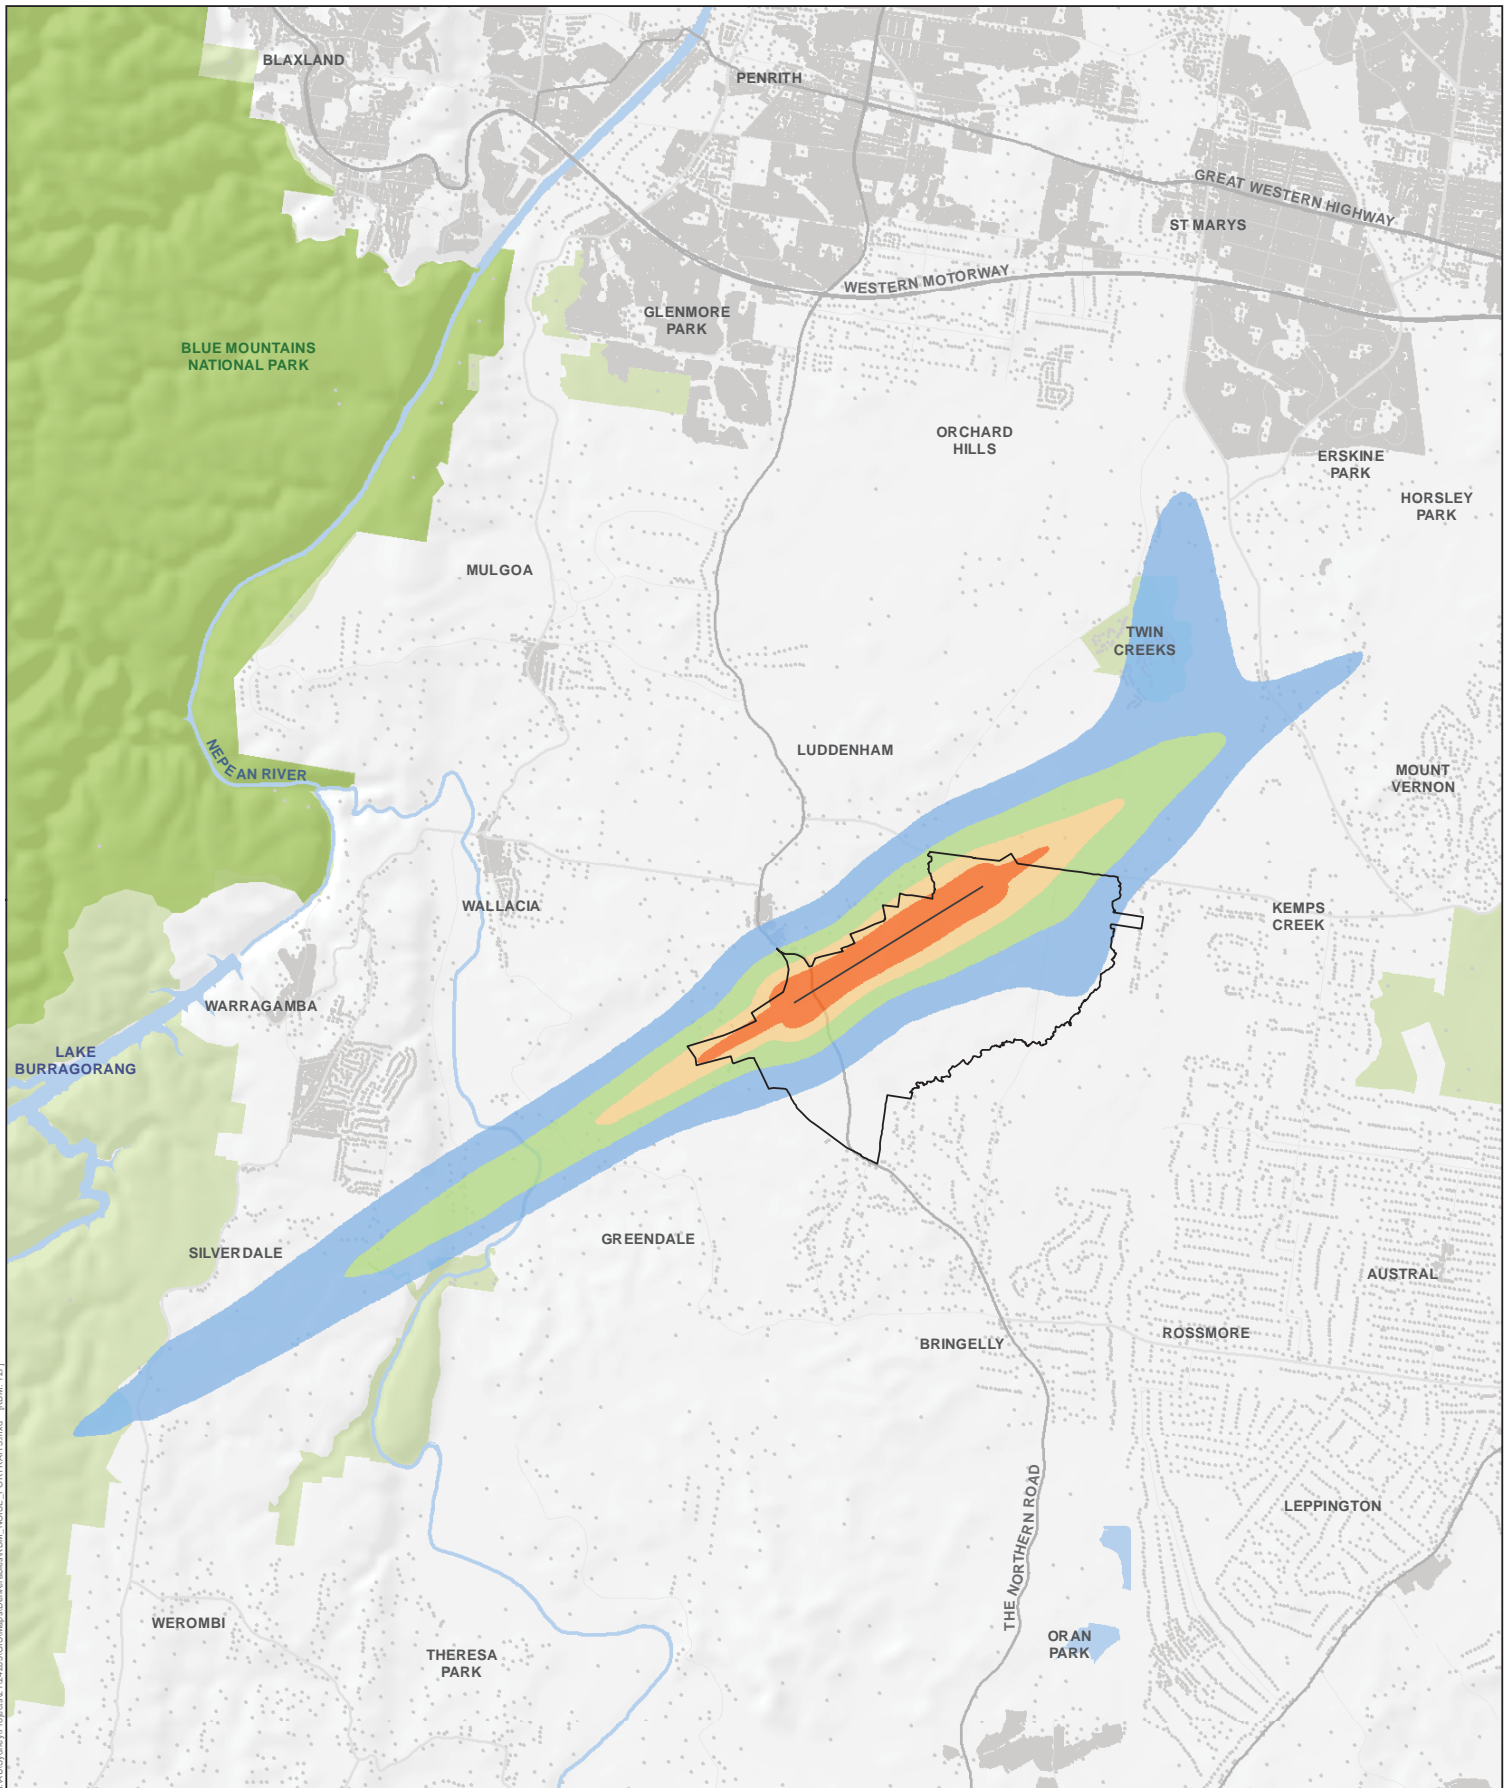 BLAXLAND
PENRITH
GREAT WESTERN HIGHWAY
ST MARYS
WESTERN MOTORWAY
GLENMORE
PARK
BLUE MOUNTAINS
NATIONAL PARK
ORCHARD
HILLS
ERSKINE
PARK
HORSLEY
PARK
MULGOA
TWIN
CREEKS
NEPEAN RIVER
LUDDENHAM
MOUNT
VERNON
WALLACIA
KEMPS
CREEK
WARRAGAMBA
LAKE
BURRAGORANG
SILVERDALE
GREENDALE
AUSTRAL
BRINGELLY
ROSSMORE
THE NORTHERN ROAD
LEPPINGTON
WEROMBI
THERESA
PARK
ORAN
PARK